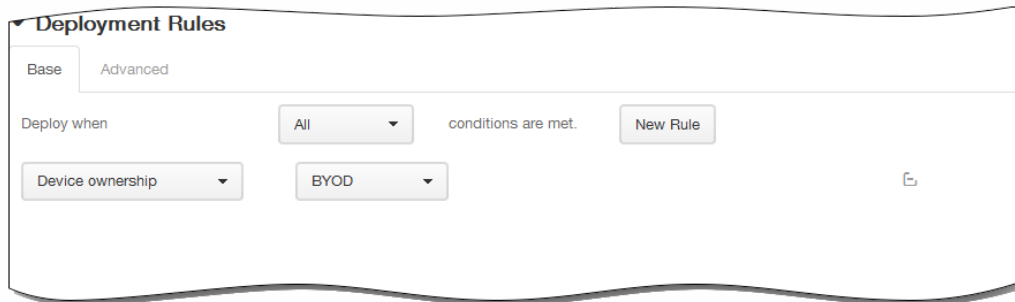 Deployment Rules
Base Advanced
Deploy when All conditions are met. New Rule
Device ownership BYOD